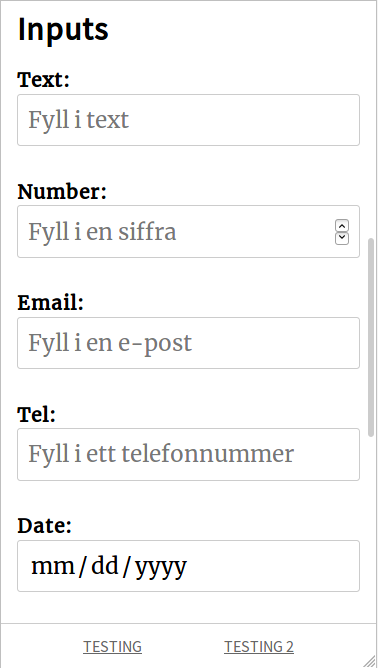 Inputs
Text:
Fyll i text
Number:
Fyll i en siffra
Email:
Fyll i en e-post
Tel:
Fyll i ett telefonnummer
Date:
mm/dd/yyyy
TESTING TESTING 2